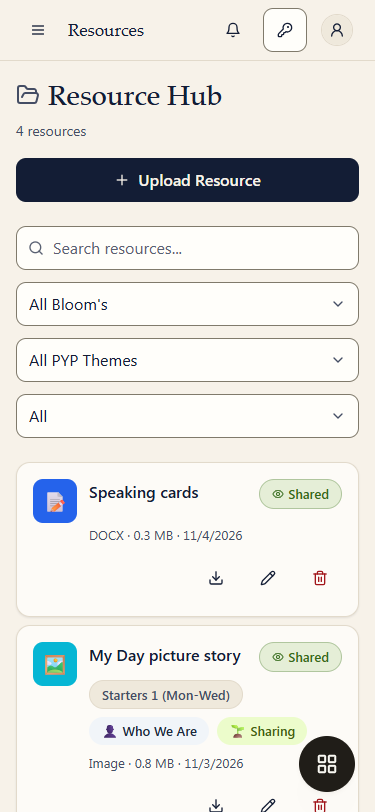 Resources
Resource Hub
4 resources
Upload Resource
Search resources...
All Bloom's
All PYP Themes
All
Speaking cards
Shared
DOCX · 0.3 MB · 11/4/2026
My Day picture story
Shared
Starters 1 (Mon-Wed)
Who We Are
Sharing
Image · 0.8 MB · 11/3/2026